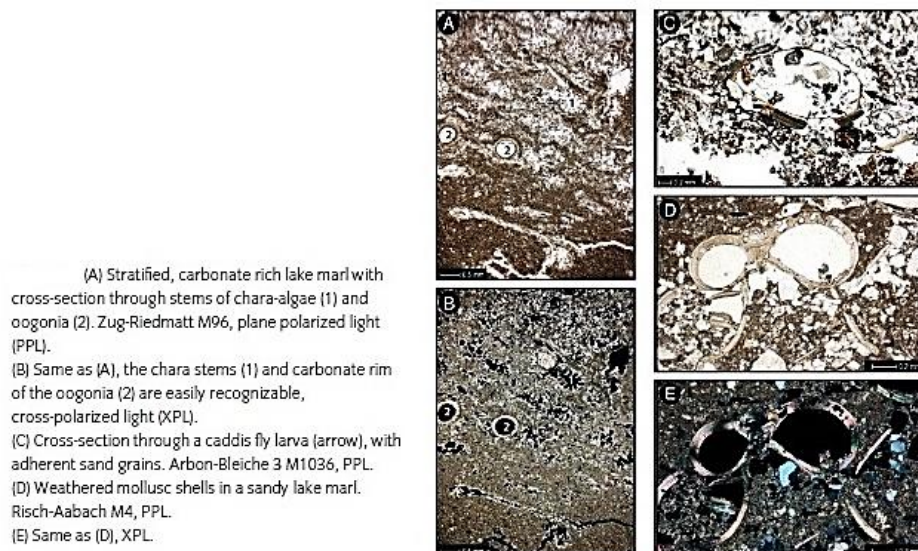 (A) Stratified, carbonate rich lake marl with
cross-section through stems of chara-algae (1) and
oogonia (2). Zug-Riedmatt M96, plane polarized light
(PPL).
(B) Same as (A), the chara stems (1) and carbonate rim
of the oogonia (2) are easily recognizable,
cross-polarized light (XPL).
(C) Cross-section through a caddis fly larva (arrow), with
adherent sand grains. Arbon-Bleiche 3 M1036, PPL.
(D) Weathered mollusc shells in a sandy lake marl.
Risch-Aabach M4, PPL.
(E) Same as (D), XPL.
A
2
1
2
2
B
2
2
C
D
E